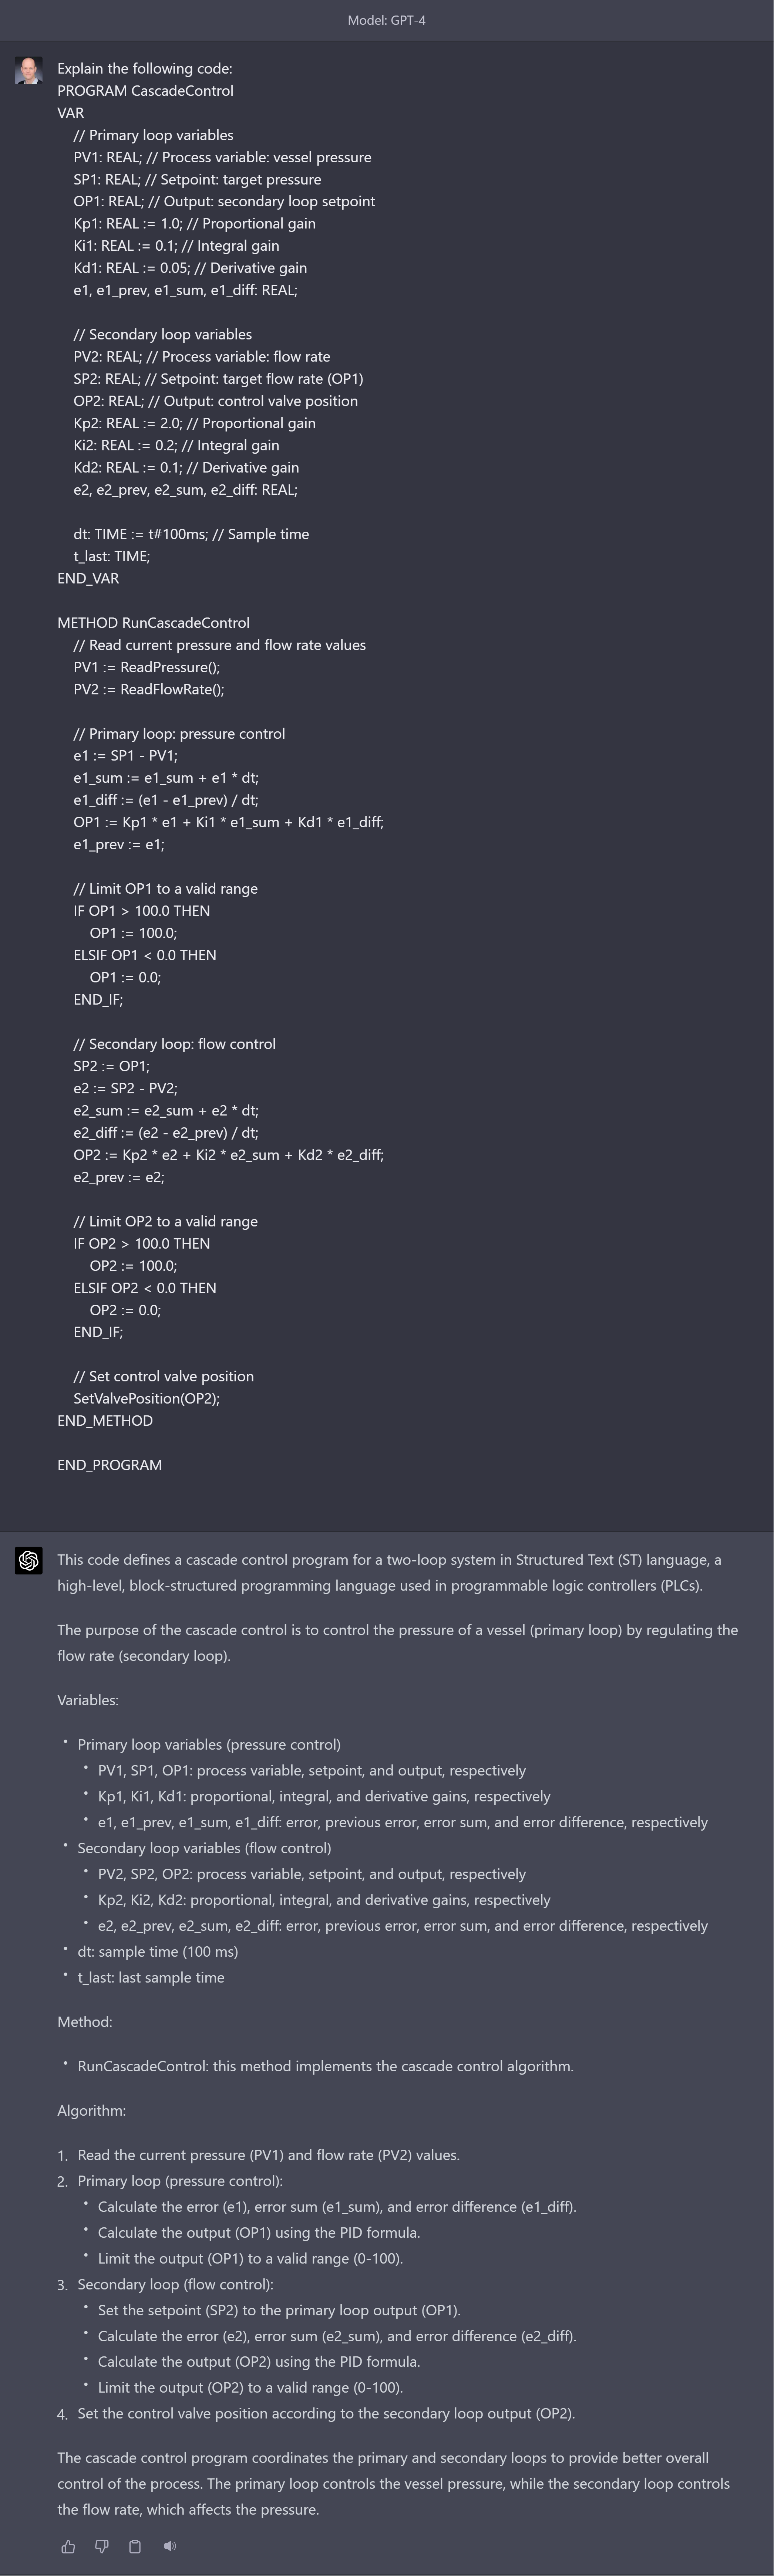 Model: GPT-4
Explain the following code:
PROGRAM CascadeControl
VAR
// Primary loop variables
PV1: REAL; // Process variable: vessel pressure
SP1: REAL; // Setpoint: target pressure
OP1: REAL; // Output: secondary loop setpoint
Kp1: REAL := 1.0; // Proportional gain
Ki1: REAL := 0.1; // Integral gain
Kd1: REAL := 0.05; // Derivative gain
e1, e1_prev, e1_sum, e1_diff: REAL;
// Secondary loop variables
PV2: REAL; // Process variable: flow rate
SP2: REAL; // Setpoint: target flow rate (OP1)
OP2: REAL; // Output: control valve position
Kp2: REAL := 2.0; // Proportional gain
Ki2: REAL := 0.2; // Integral gain
Kd2: REAL := 0.1; // Derivative gain
e2, e2_prev, e2_sum, e2_diff: REAL;
dt: TIME := t#100ms; // Sample time
t_last: TIME;
END_VAR
METHOD RunCascadeControl
// Read current pressure and flow rate values
PV1 := ReadPressure();
PV2 := ReadFlowRate();
// Primary loop: pressure control
e1 := SP1 - PV1;
e1_sum := e1_sum + e1 * dt;
e1_diff := (e1 - e1_prev) / dt;
OP1 := Kp1 * e1 + Ki1 * e1_sum + Kd1 * e1_diff;
e1_prev := e1;
// Limit OP1 to a valid range
IF OP1 > 100.0 THEN
OP1 := 100.0;
ELSIF OP1 < 0.0 THEN
OP1 := 0.0;
END_IF;
// Secondary loop: flow control
SP2 := OP1;
e2 := SP2 - PV2;
e2_sum := e2_sum + e2 * dt;
e2_diff := (e2 - e2_prev) / dt;
OP2 := Kp2 * e2 + Ki2 * e2_sum + Kd2 * e2_diff;
e2_prev := e2;
// Limit OP2 to a valid range
IF OP2 > 100.0 THEN
OP2 := 100.0;
ELSIF OP2 < 0.0 THEN
OP2 := 0.0;
END_IF;
// Set control valve position
SetValvePosition(OP2);
END_METHOD
END_PROGRAM
This code defines a cascade control program for a two-loop system in Structured Text (ST) language, a
high-level, block-structured programming language used in programmable logic controllers (PLCs).
The purpose of the cascade control is to control the pressure of a vessel (primary loop) by regulating the
flow rate (secondary loop).
Variables:
• Primary loop variables (pressure control)
• PV1, SP1, OP1: process variable, setpoint, and output, respectively
• Kp1, Ki1, Kd1: proportional, integral, and derivative gains, respectively
• e1, e1_prev, e1_sum, e1_diff: error, previous error, error sum, and error difference, respectively
• Secondary loop variables (flow control)
• PV2, SP2, OP2: process variable, setpoint, and output, respectively
• Kp2, Ki2, Kd2: proportional, integral, and derivative gains, respectively
• e2, e2_prev, e2_sum, e2_diff: error, previous error, error sum, and error difference, respectively
• dt: sample time (100 ms)
• t_last: last sample time
Method:
• RunCascadeControl: this method implements the cascade control algorithm.
Algorithm:
1. Read the current pressure (PV1) and flow rate (PV2) values.
2. Primary loop (pressure control):
• Calculate the error (e1), error sum (e1_sum), and error difference (e1_diff).
• Calculate the output (OP1) using the PID formula.
• Limit the output (OP1) to a valid range (0-100).
3. Secondary loop (flow control):
• Set the setpoint (SP2) to the primary loop output (OP1).
• Calculate the error (e2), error sum (e2_sum), and error difference (e2_diff).
• Calculate the output (OP2) using the PID formula.
• Limit the output (OP2) to a valid range (0-100).
4. Set the control valve position according to the secondary loop output (OP2).
The cascade control program coordinates the primary and secondary loops to provide better overall
control of the process. The primary loop controls the vessel pressure, while the secondary loop controls
the flow rate, which affects the pressure.